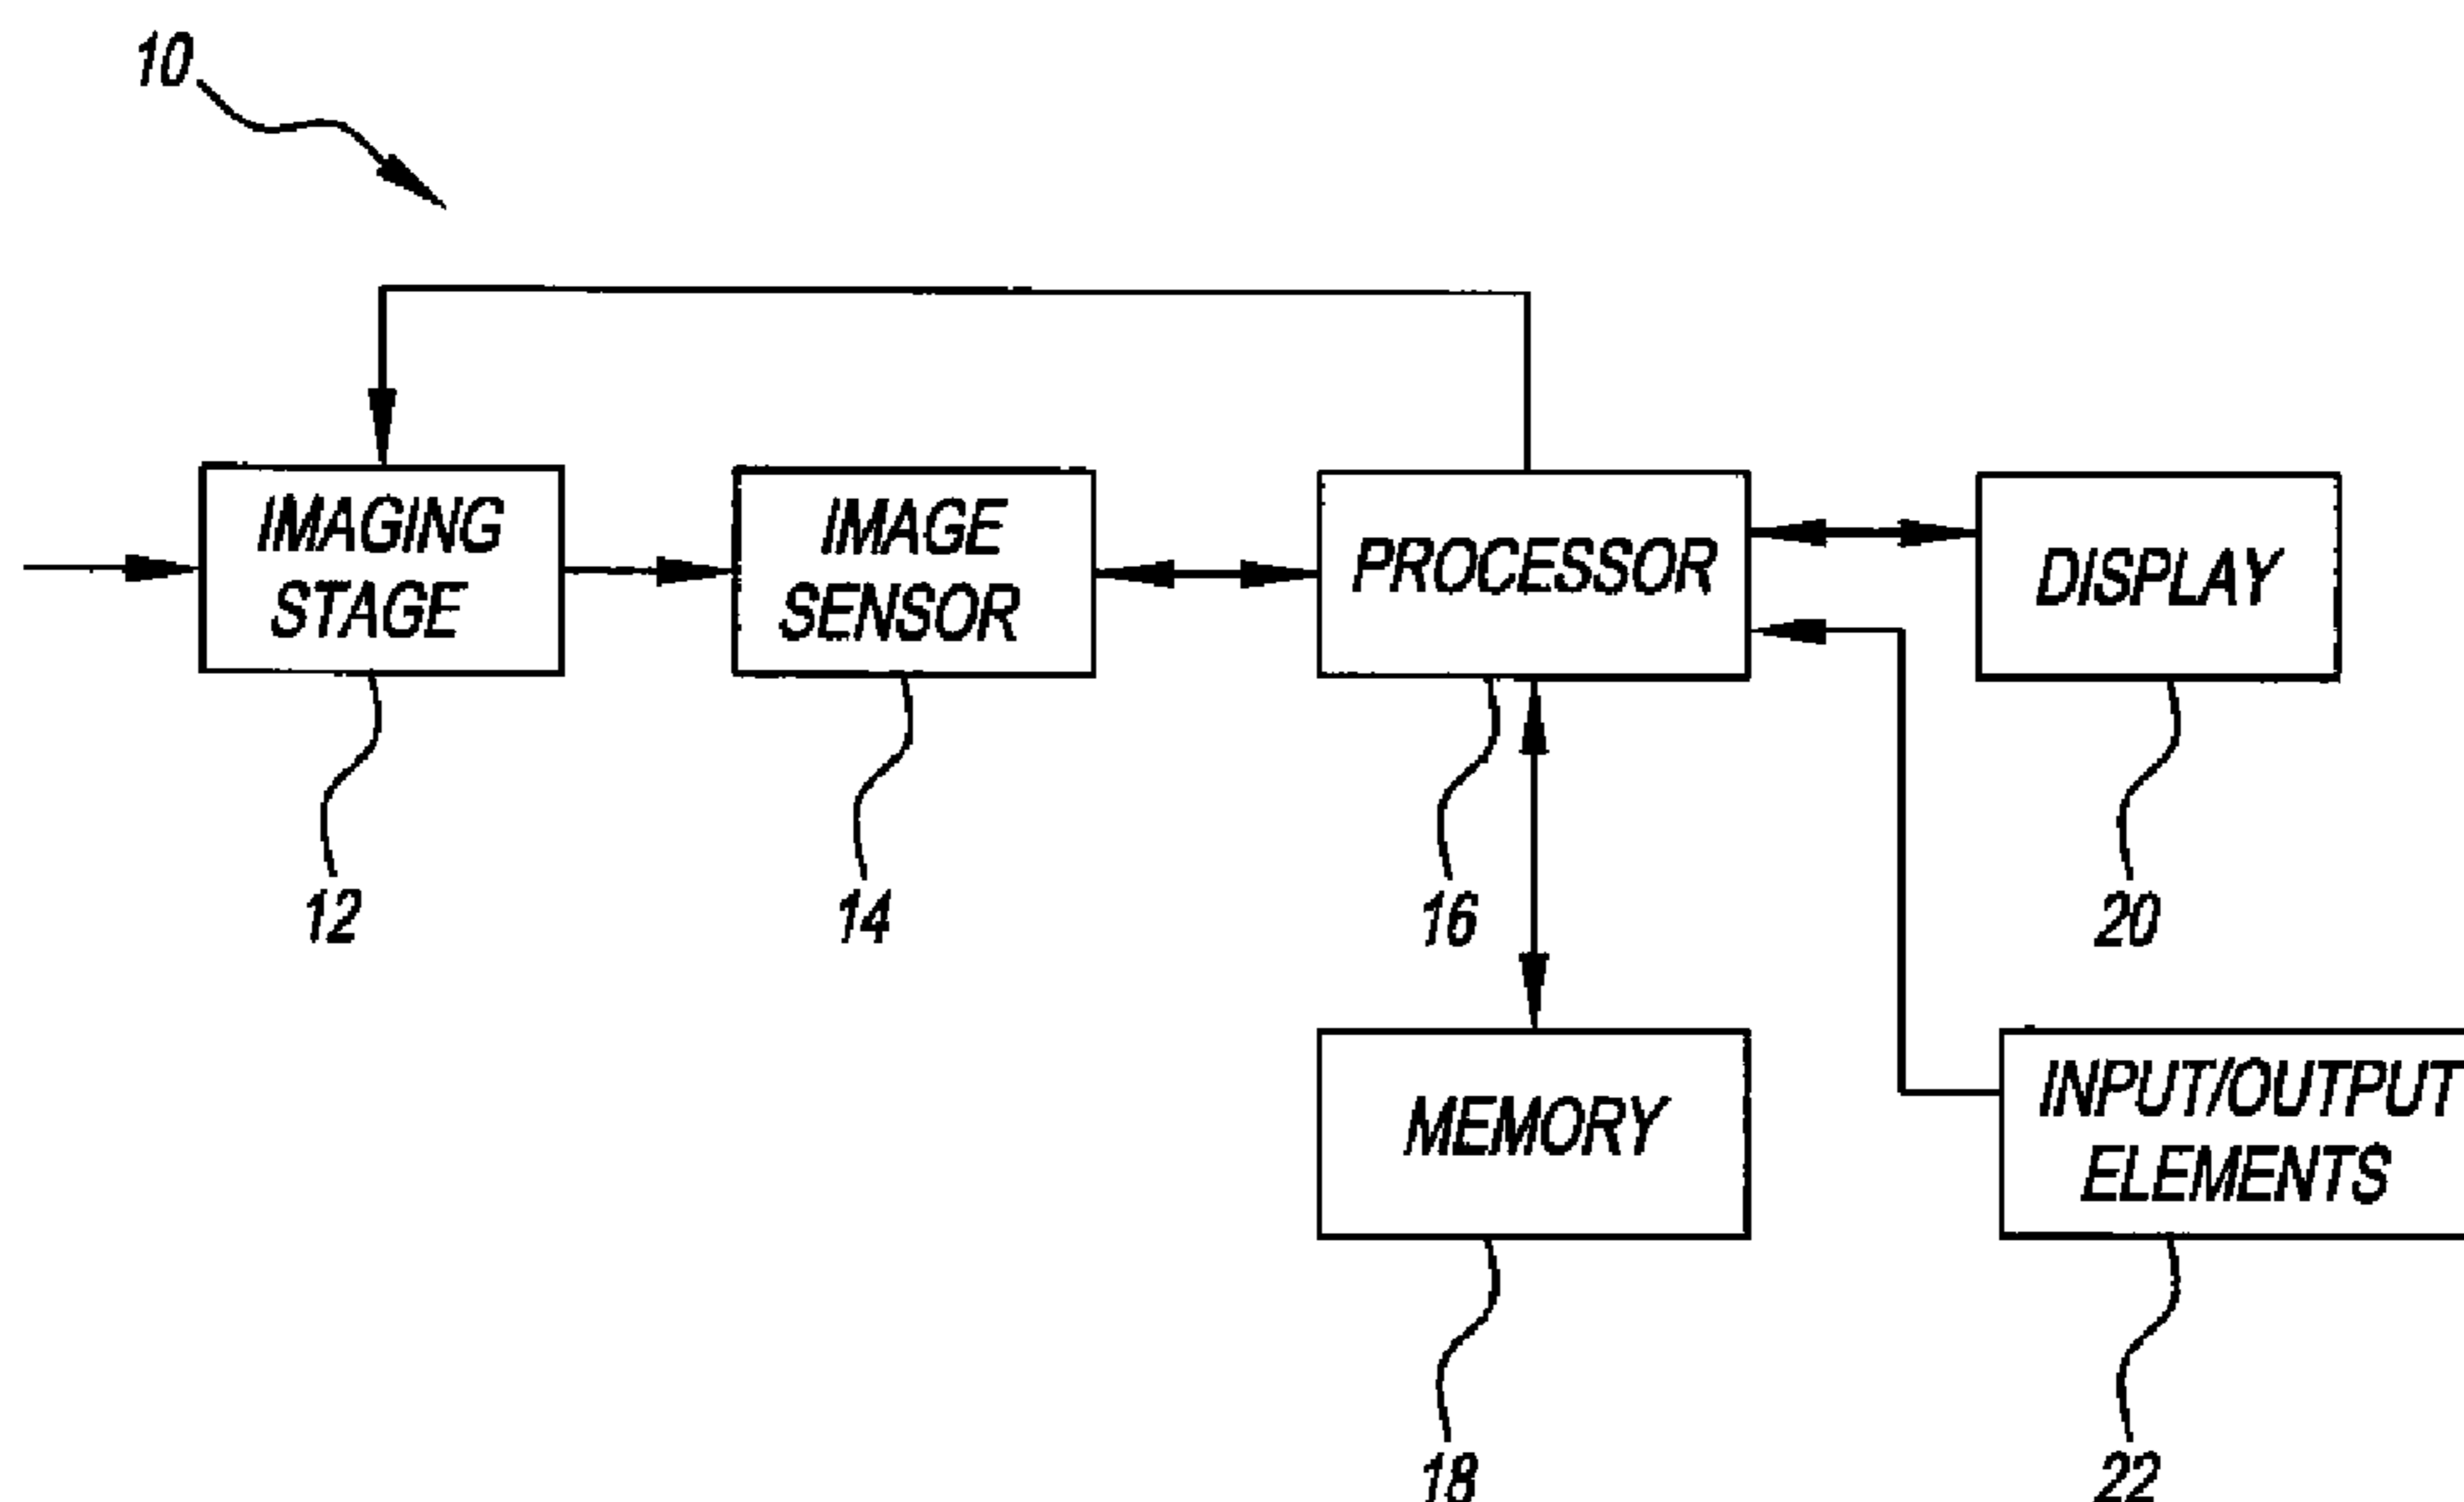 10
IMAGING
STAGE
IMAGE
SENSOR
PROCESSOR
DISPLAY
12
14
16
20
MEMORY
INPUT/OUTPUT
ELEMENTS
18
22